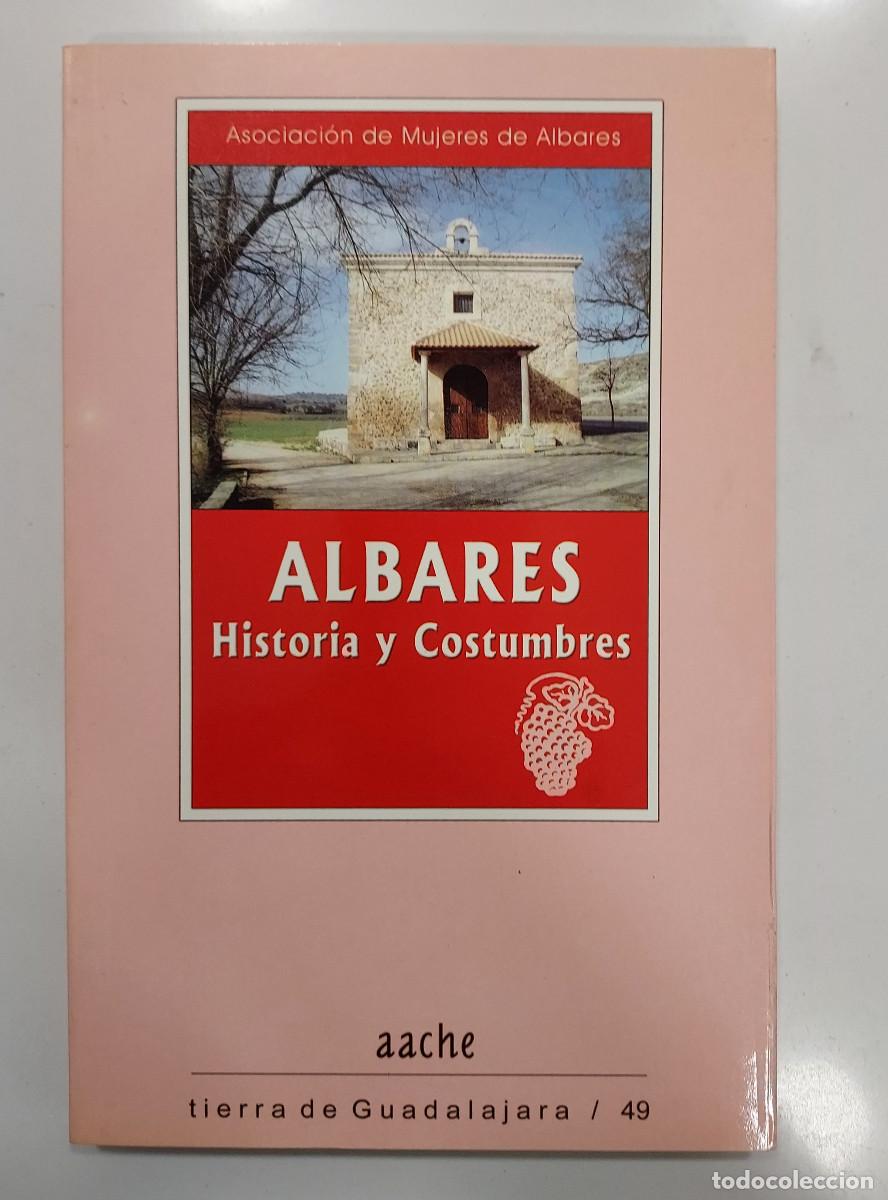 Asociación de Mujeres de Albares
ALBARES
Historia y Costumbres
aache
tierra de Guadalajara / 49
todocoleccion